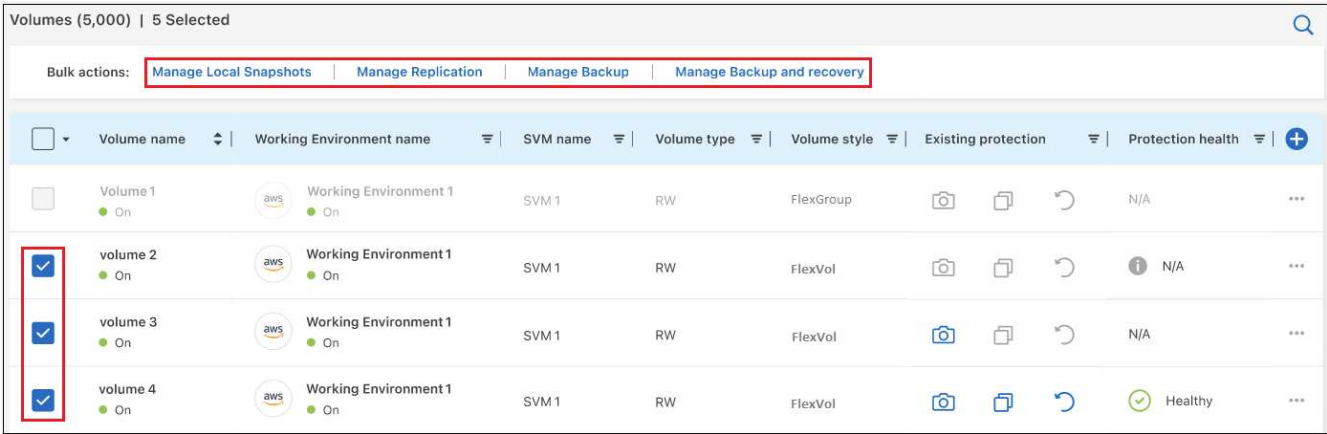 Volumes (5,000) | 5 Selected
Bulk actions: Manage Local Snapshots | Manage Replication | Manage Backup | Manage Backup and recovery
Volume name Working Environment name SVM name Volume type Volume style Existing protection Protection health
Volume 1 aws Working Environment 1 SVM 1 RW FlexGroup N/A
On On
volume 2 aws Working Environment 1 SVM 1 RW FlexVol i N/A
On On
volume 3 aws Working Environment 1 SVM 1 RW FlexVol N/A
On On
volume 4 aws Working Environment 1 SVM 1 RW FlexVol Healthy
On On